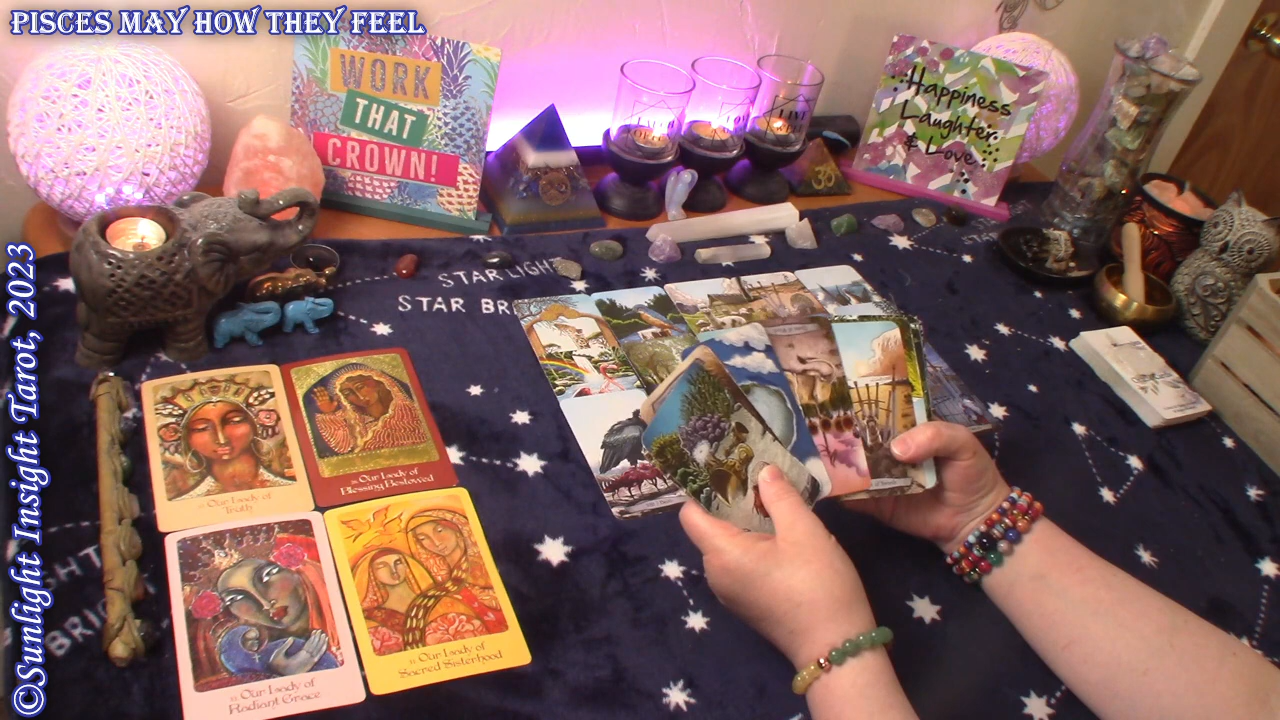 PISCES MAY HOW THEY FEEL
WORK
THAT
CROWN!
Happiness
Laughter
& Love
STAR LIGH
STAR BRI
Our Lady of
Truth
Our Lady of
Blessing Bestowed
Our Lady of
Radiant Grace
Our Lady of
Sacred Sisterhood
BRIG
©Sunlight Insight Tarot, 2023